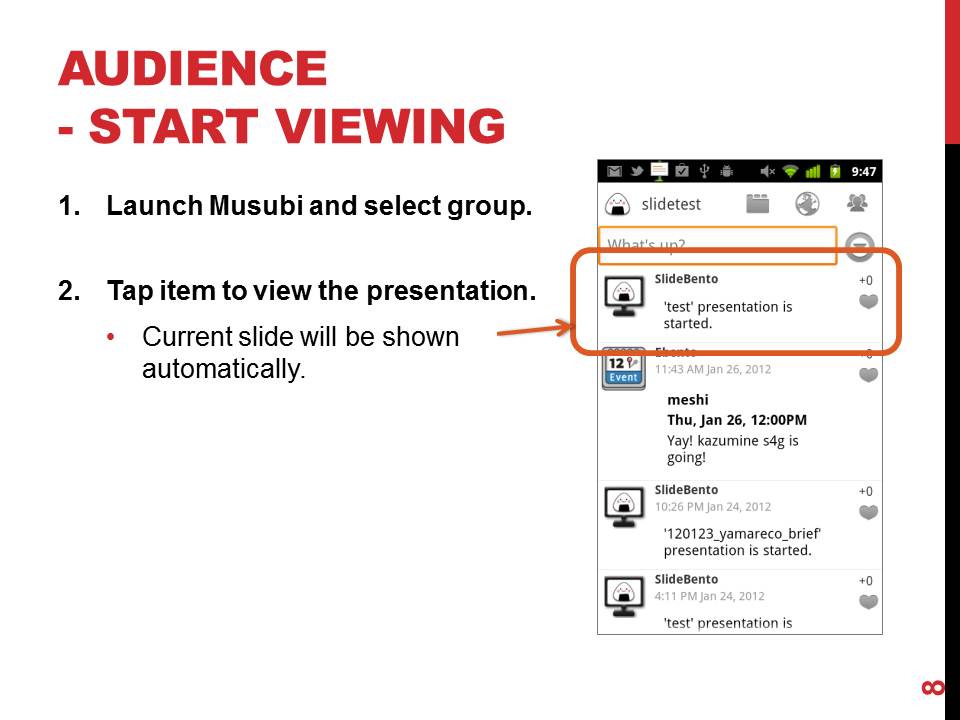 AUDIENCE
- START VIEWING
1. Launch Musubi and select group.
2. Tap item to view the presentation.
• Current slide will be shown
automatically.
9:47
slidetest
What's up?
SlideBento
+0
'test' presentation is
started.
Ebento
+0
11:43 AM Jan 26, 2012
12
Event
meshi
Thu, Jan 26, 12:00PM
Yay! kazumine s4g is
going!
SlideBento
+0
10:26 PM Jan 24, 2012
'120123_yamareco_brief'
presentation is started.
SlideBento
+0
4:11 PM Jan 24, 2012
'test' presentation is
8